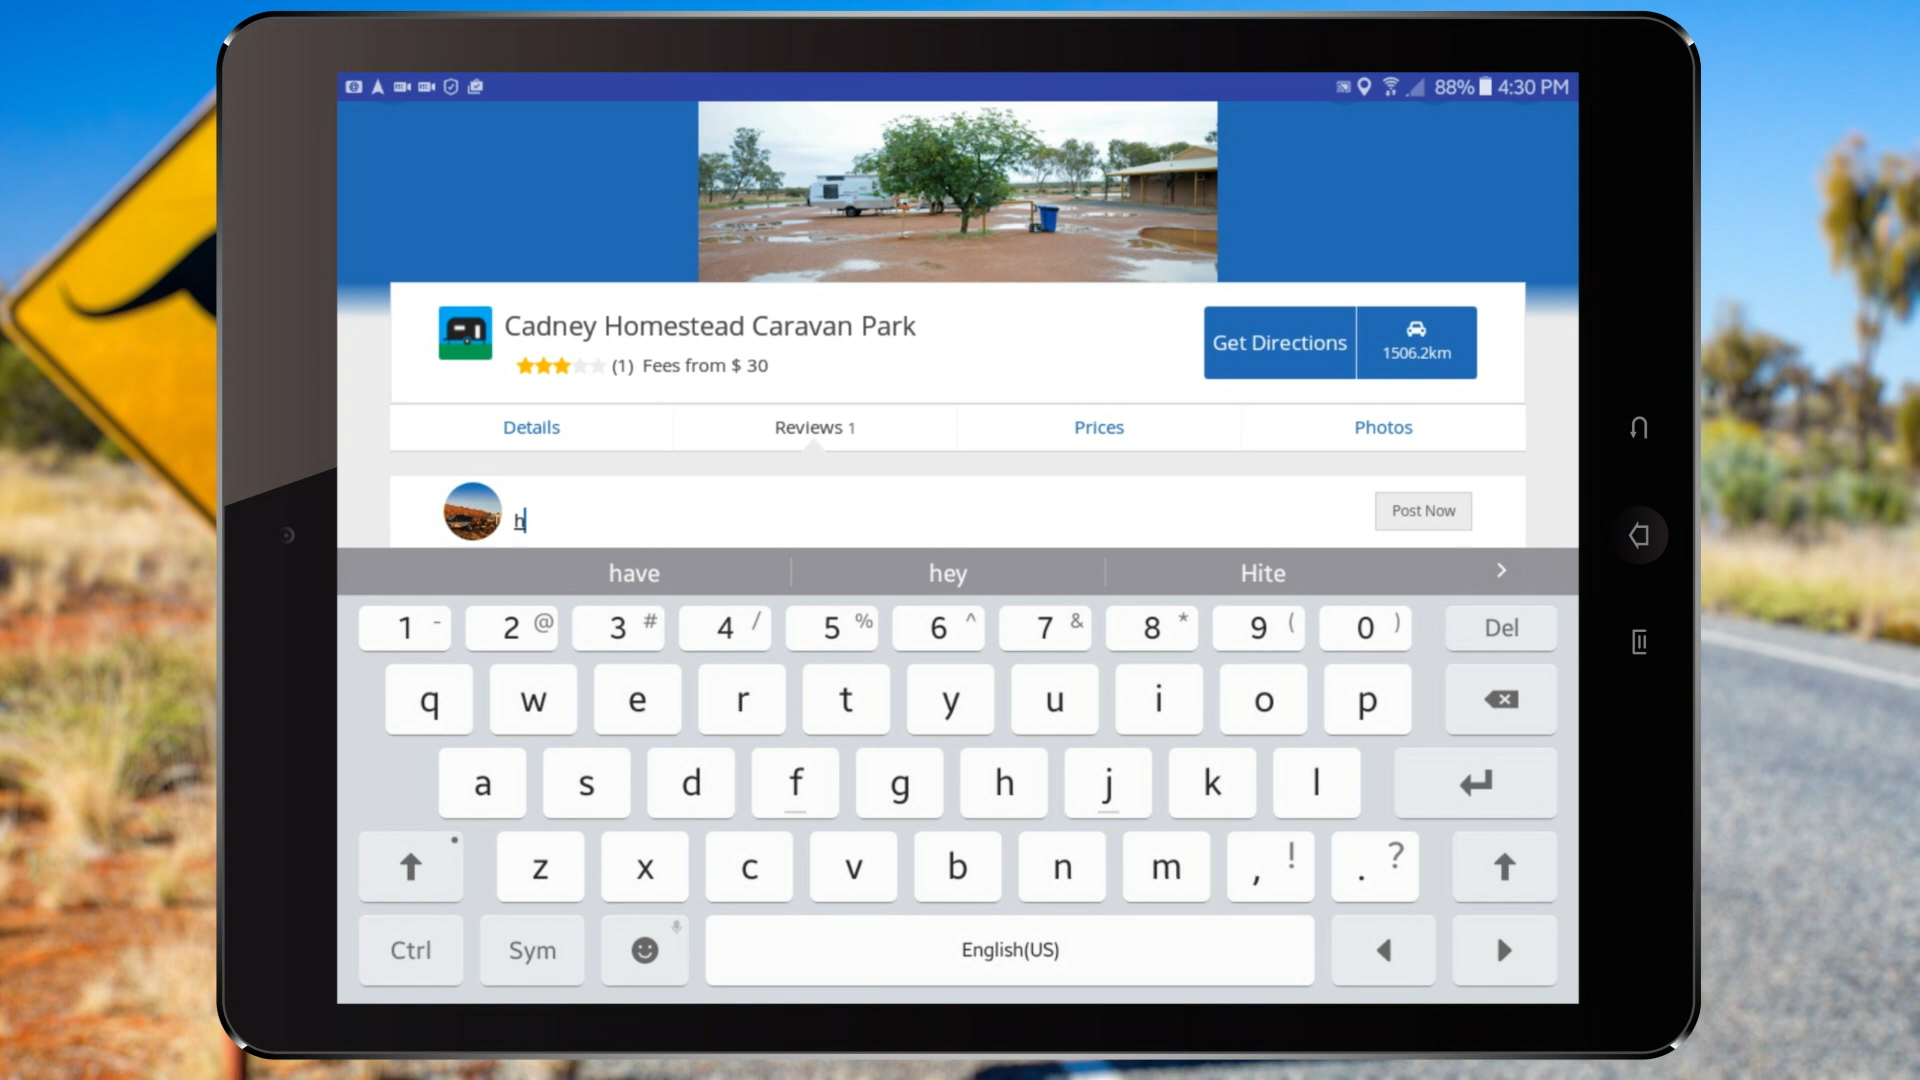 88% 4:30 PM
Cadney Homestead Caravan Park
(1) Fees from $ 30
Get Directions
1506.2km
Details
Reviews 1
Prices
Photos
h
Post Now
have
hey
Hite
1 - 2 @ 3 # 4 / 5 % 6 ^ 7 & 8 * 9 ( 0 ) Del
q w e r t y u i o p
a s d f g h j k l
z x c v b n m , ! . ?
Ctrl Sym English(US)